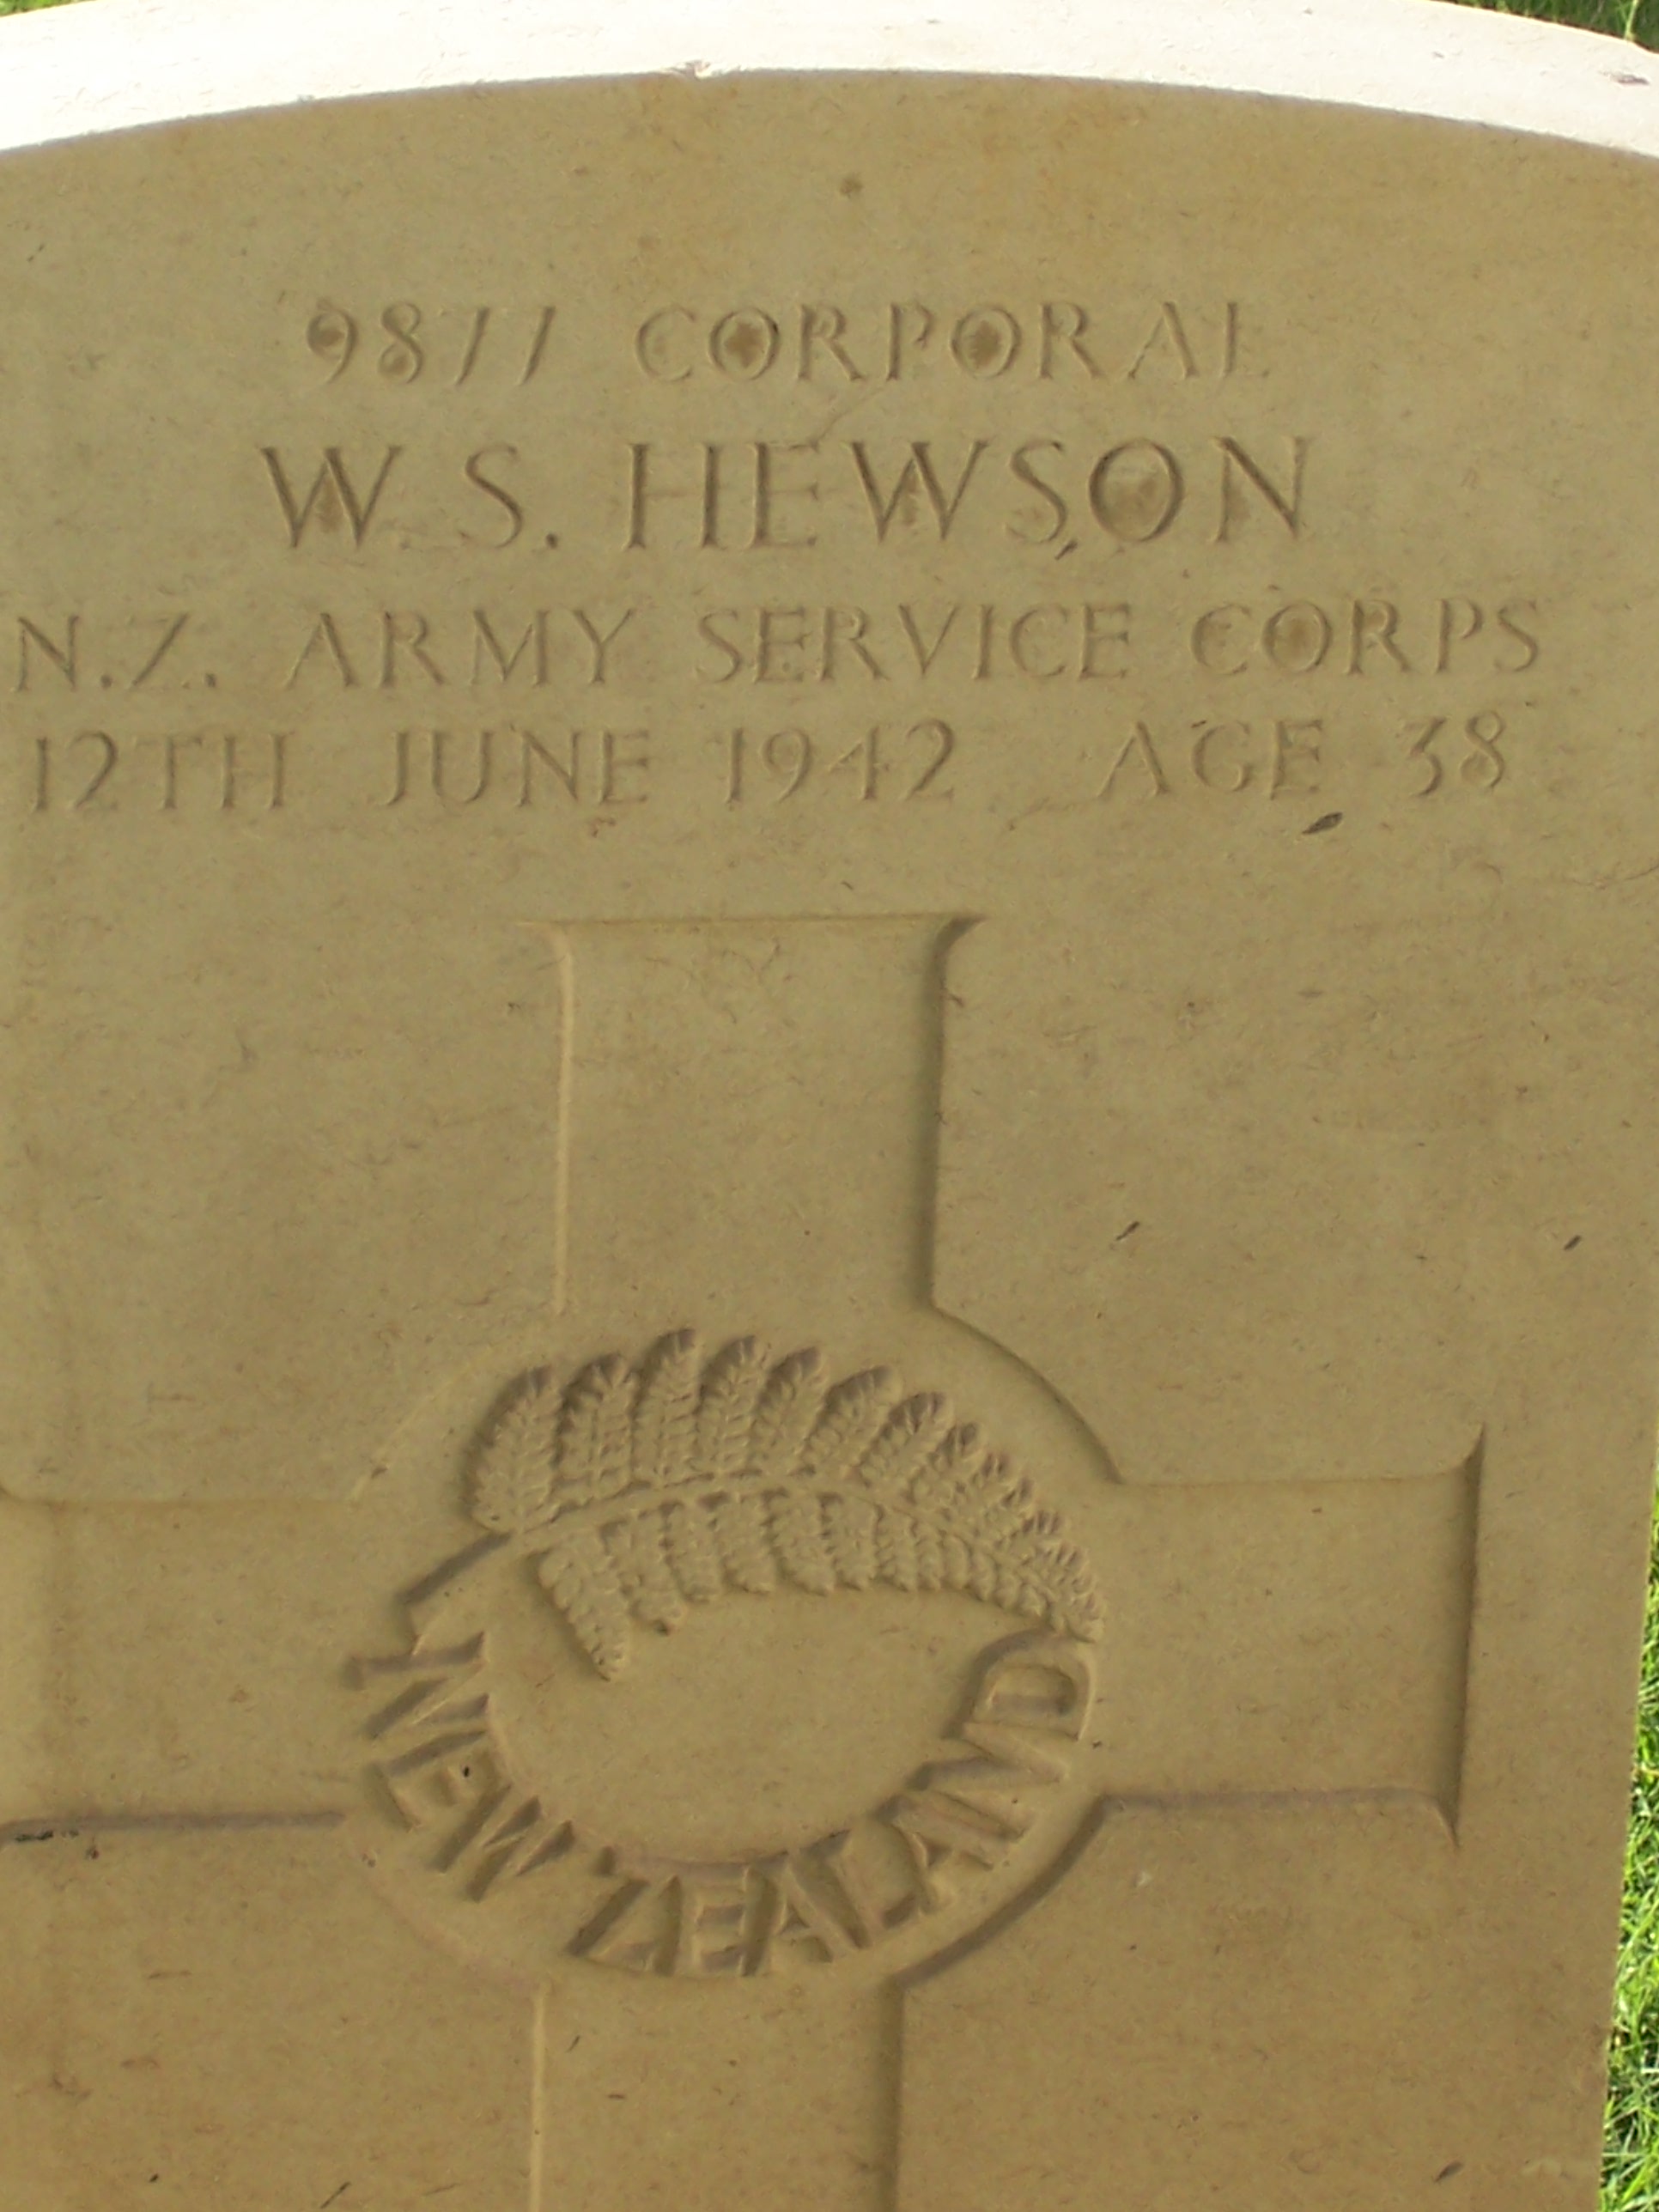 9877 CORPORAL
W.S. HEWSON
N.Z. ARMY SERVICE CORPS
12TH JUNE 1942 AGE 38
NEW ZEALAND